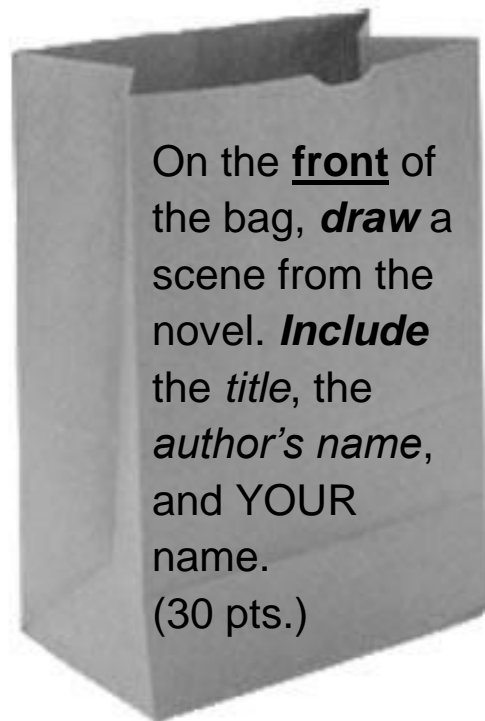 On the front of
the bag, draw a
scene from the
novel. Include
the title, the
author’s name,
and YOUR
name.
(30 pts.)